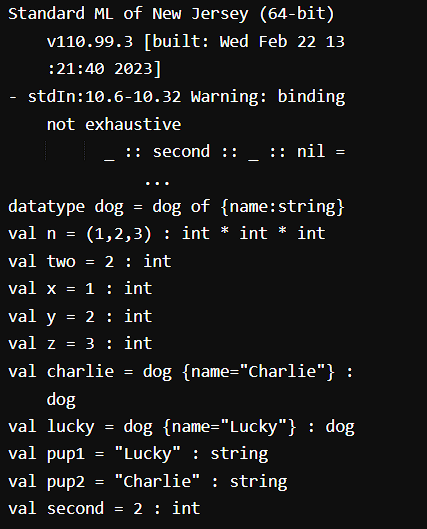 Standard ML of New Jersey (64-bit)
v110.99.3 [built: Wed Feb 22 13
:21:40 2023]
- stdIn:10.6-10.32 Warning: binding
not exhaustive
_ :: second :: _ :: nil =
...
datatype dog = dog of {name:string}
val n = (1,2,3) : int * int * int
val two = 2 : int
val x = 1 : int
val y = 2 : int
val z = 3 : int
val charlie = dog {name="Charlie"} :
dog
val lucky = dog {name="Lucky"} : dog
val pup1 = "Lucky" : string
val pup2 = "Charlie" : string
val second = 2 : int